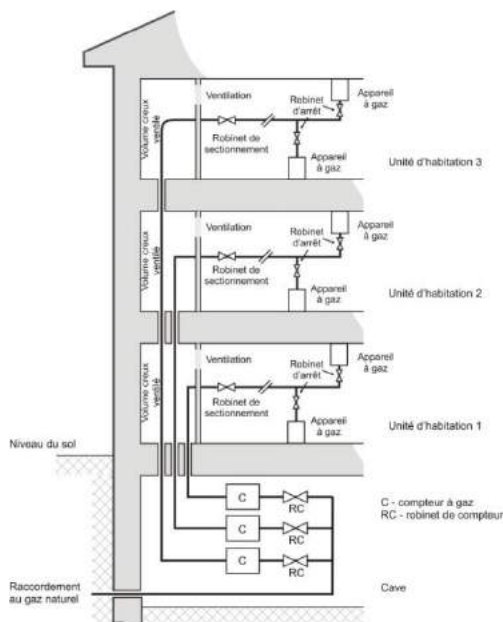 Ventilation
Appareil
à gaz
Robinet
d'arrêt
Volume creux
ventilé
Robinet de
sectionnement
Appareil
à gaz
Unité d'habitation 3
Ventilation
Appareil
à gaz
Robinet
d'arrêt
Volume creux
ventilé
Robinet de
sectionnement
Appareil
à gaz
Unité d'habitation 2
Ventilation
Appareil
à gaz
Robinet
d'arrêt
Volume creux
ventilé
Robinet de
sectionnement
Appareil
à gaz
Unité d'habitation 1
Niveau du sol
C
RC
C
RC
C
RC
C - compteur à gaz
RC - robinet de compteur
Raccordement
au gaz naturel
Cave